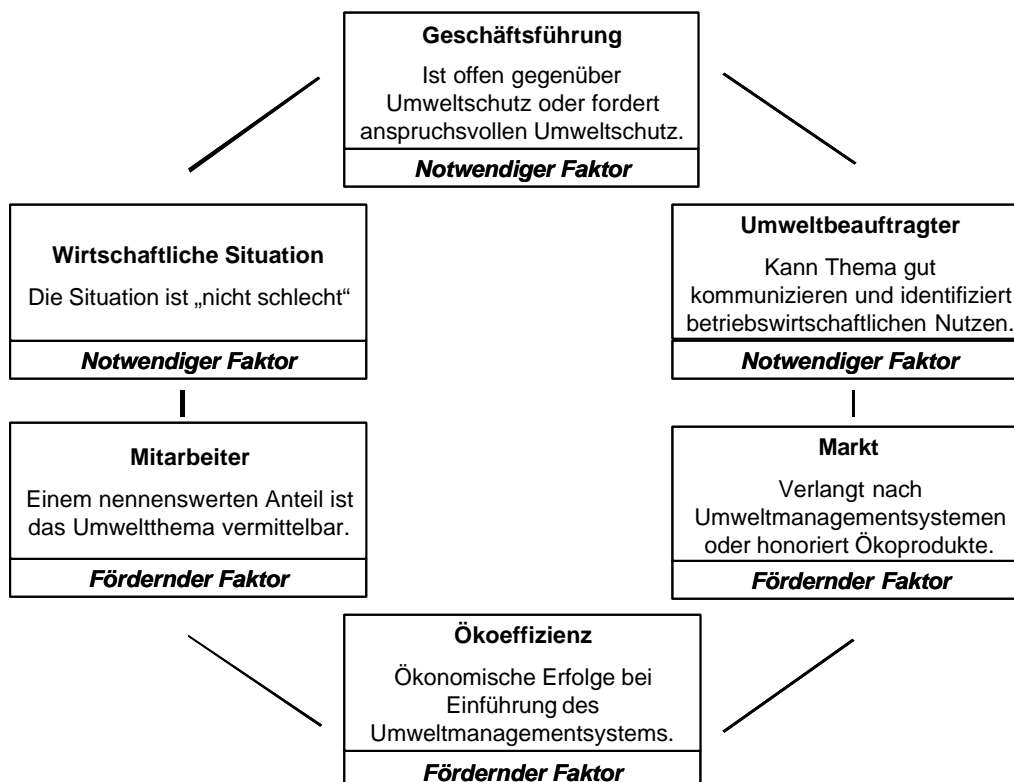 Geschäftsführung
Ist offen gegenüber
Umweltschutz oder fordert
anspruchsvollen Umweltschutz.
Notwendiger Faktor
Wirtschaftliche Situation
Die Situation ist „nicht schlecht“
Notwendiger Faktor
Umweltbeauftragter
Kann Thema gut
kommunizieren und identifiziert
betriebswirtschaftlichen Nutzen.
Notwendiger Faktor
Mitarbeiter
Einem nennenswerten Anteil ist
das Umweltthema vermittelbar.
Fördernder Faktor
Markt
Verlangt nach
Umweltmanagementsystemen
oder honoriert Ökoprodukte.
Fördernder Faktor
Ökoeffizienz
Ökonomische Erfolge bei
Einführung des
Umweltmanagementsystems.
Fördernder Faktor